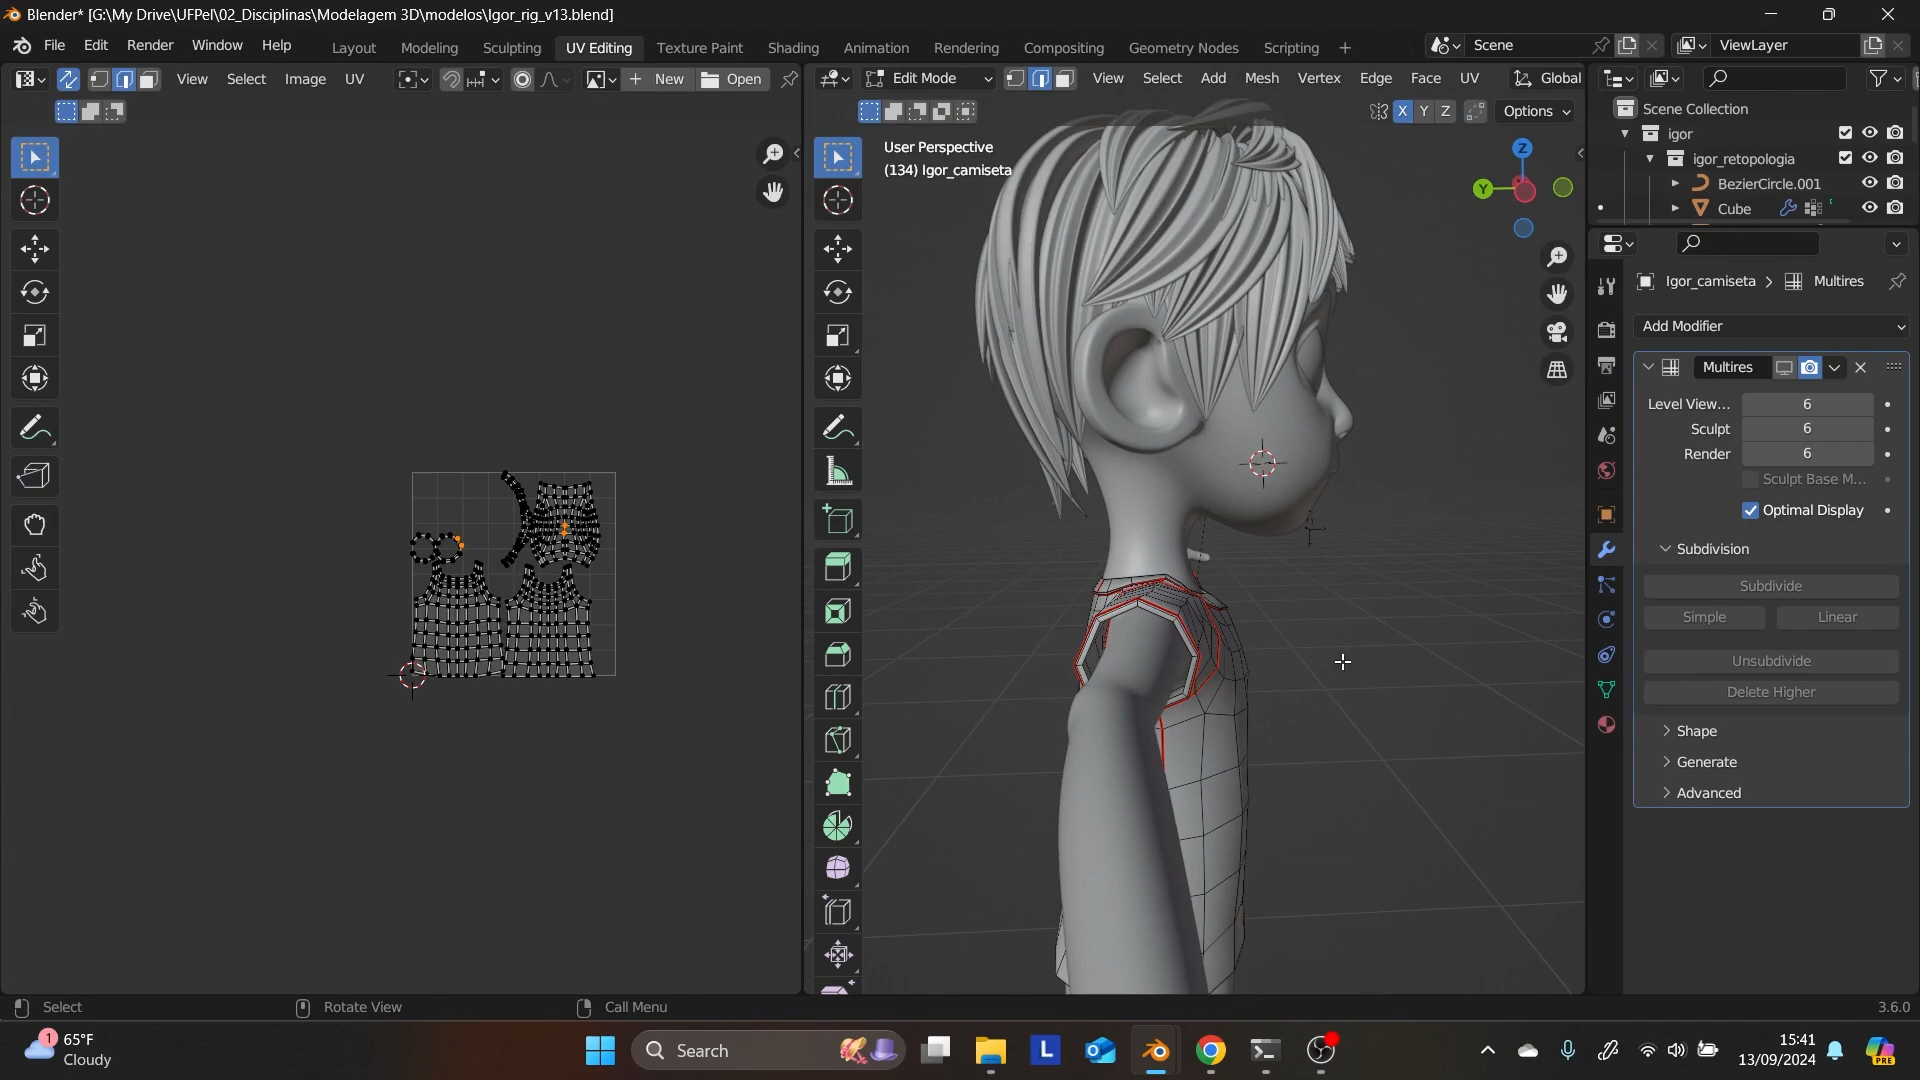 Blender* [G:\My Drive\UFPel\02_Disciplinas\Modelagem 3D\modelos\Igor_rig_v13.blend]
File Edit Render Window Help Layout Modeling Sculpting UV Editing Texture Paint Shading Animation Rendering Compositing Geometry Nodes Scripting + Scene ViewLayer
View Select Image UV New Open Edit Mode View Select Add Mesh Vertex Edge Face UV Global
X Y Z Options
Scene Collection
igor
igor_retopologia
BezierCircle.001
Cube
User Perspective
(134) Igor_camiseta
Z
Y
Igor_camiseta > Multires
Add Modifier
Multires
Level View... 6
Sculpt 6
Render 6
Sculpt Base M...
Optimal Display
Subdivision
Subdivide
Simple Linear
Unsubdivide
Delete Higher
Shape
Generate
Advanced
Select Rotate View Call Menu 3.6.0
1
65°F
Cloudy
Search
L
15:41
13/09/2024
PRE